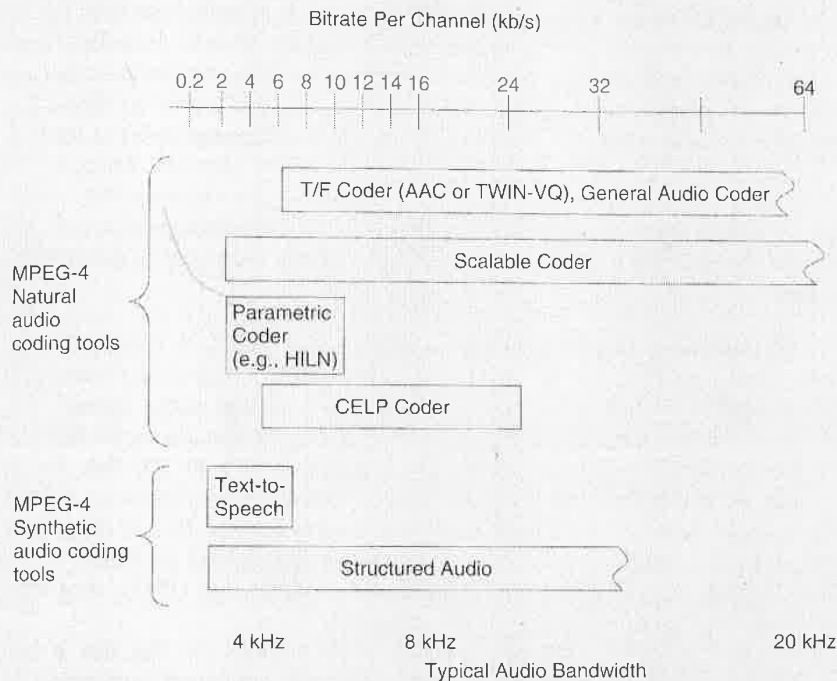 Bitrate Per Channel (kb/s)
0.2 2 4 6 8 10 12 14 16 24 32 64
T/F Coder (AAC or TWIN-VQ), General Audio Coder
Scalable Coder
MPEG-4
Natural
audio
coding tools
Parametric
Coder
(e.g., HILN)
CELP Coder
Text-to-
Speech
MPEG-4
Synthetic
audio coding
tools
Structured Audio
4 kHz 8 kHz 20 kHz
Typical Audio Bandwidth